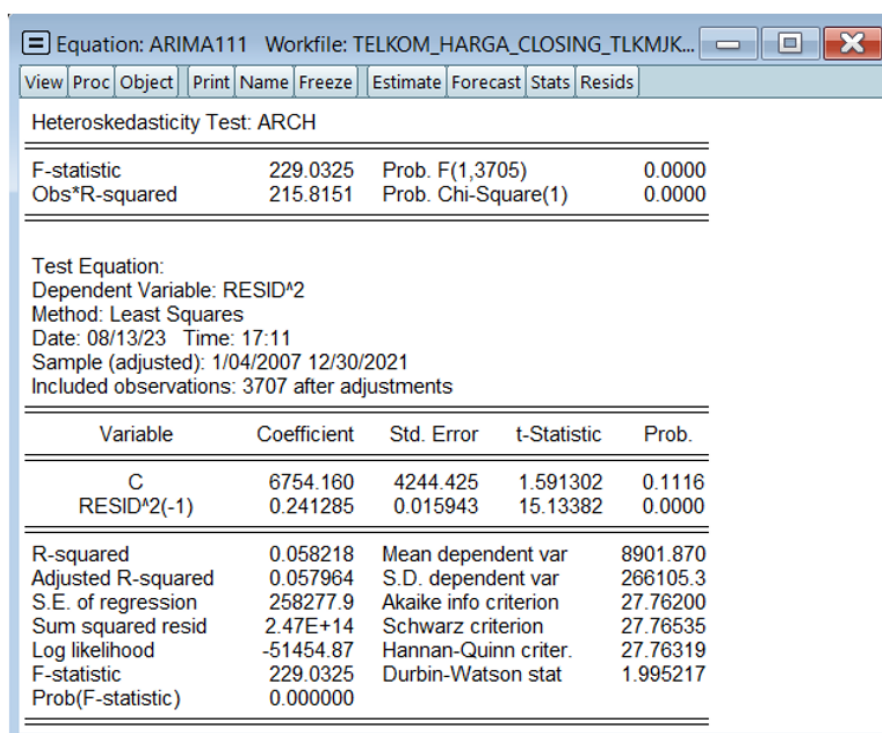 Equation: ARIMA111 Workfile: TELKOM_HARGA_CLOSING_TLKMJK...
View Proc Object Print Name Freeze Estimate Forecast Stats Resids
Heteroskedasticity Test: ARCH
F-statistic 229.0325 Prob. F(1,3705) 0.0000
Obs*R-squared 215.8151 Prob. Chi-Square(1) 0.0000
Test Equation:
Dependent Variable: RESID^2
Method: Least Squares
Date: 08/13/23 Time: 17:11
Sample (adjusted): 1/04/2007 12/30/2021
Included observations: 3707 after adjustments
Variable Coefficient Std. Error t-Statistic Prob.
C 6754.160 4244.425 1.591302 0.1116
RESID^2(-1) 0.241285 0.015943 15.13382 0.0000
R-squared 0.058218 Mean dependent var 8901.870
Adjusted R-squared 0.057964 S.D. dependent var 266105.3
S.E. of regression 258277.9 Akaike info criterion 27.76200
Sum squared resid 2.47E+14 Schwarz criterion 27.76535
Log likelihood -51454.87 Hannan-Quinn criter. 27.76319
F-statistic 229.0325 Durbin-Watson stat 1.995217
Prob(F-statistic) 0.000000